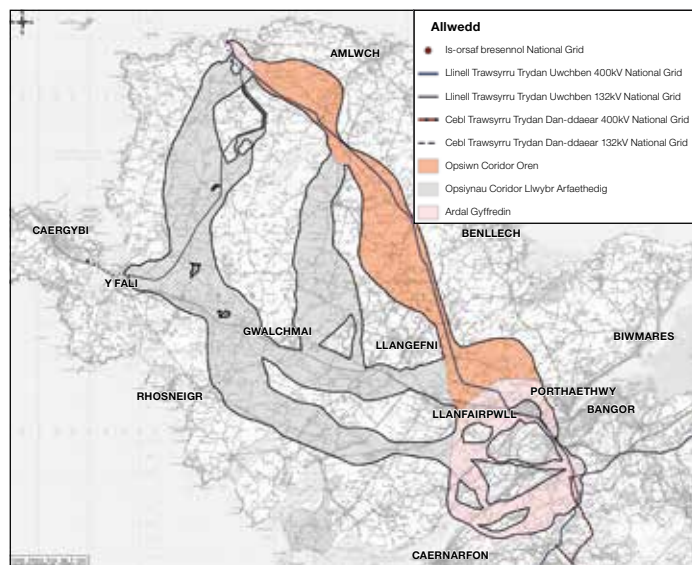 Allwedd
Is-orsaf bresennol National Grid
Llinell Trawsyrru Trydan Uwchben 400kV National Grid
Llinell Trawsyrru Trydan Uwchben 132kV National Grid
Cebl Trawsyrru Trydan Dan-ddaear 400kV National Grid
Cebl Trawsyrru Trydan Dan-ddaear 132kV National Grid
Opsiwn Coridor Oren
Opsiynau Coridor Llwybr Arfaethedig
Ardal Gyffredin
AMLWCH
CAERGYBI
BENLLECH
Y FALI
GWALCHMAI
LLANGEFNI
BIWMARES
RHOSNEIGR
PORTHAETHWY
LLANFAIRPWLL
BANGOR
CAERNARFON